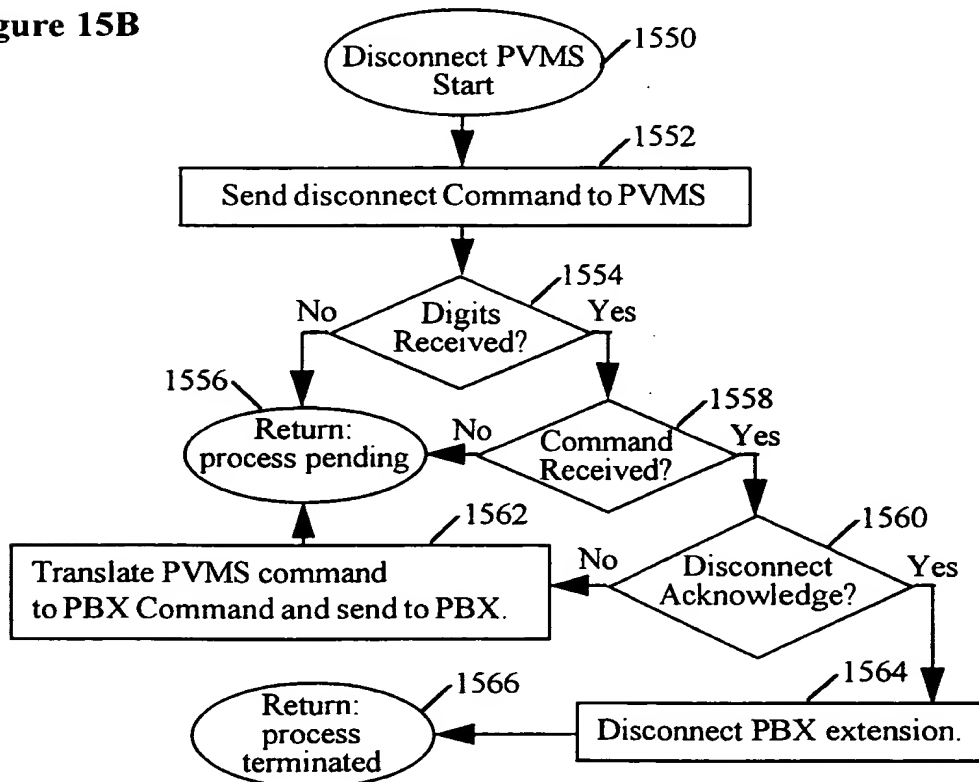 gure 15B
1550
Disconnect PVMS
Start
1552
Send disconnect Command to PVMS
1554
No
Digits
Received?
Yes
1556
Return:
process pending
1558
No
Command
Received?
Yes
1562
Translate PVMS command
to PBX Command and send to PBX.
1560
No
Disconnect
Acknowledge?
Yes
1564
Disconnect PBX extension.
1566
Return:
process
terminated